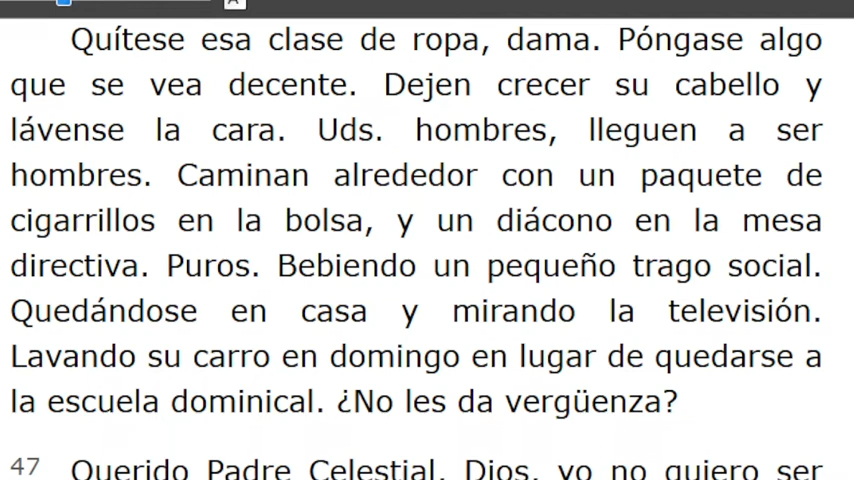 Quítese esa clase de ropa, dama. Póngase algo
que se vea decente. Dejen crecer su cabello y
lávense la cara. Uds. hombres, lleguen a ser
hombres. Caminan alrededor con un paquete de
cigarrillos en la bolsa, y un diácono en la mesa
directiva. Puros. Bebiendo un pequeño trago social.
Quedándose en casa y mirando la televisión.
Lavando su carro en domingo en lugar de quedarse a
la escuela dominical. ¿No les da vergüenza?
47 Querido Padre Celestial, Dios, yo no quiero ser